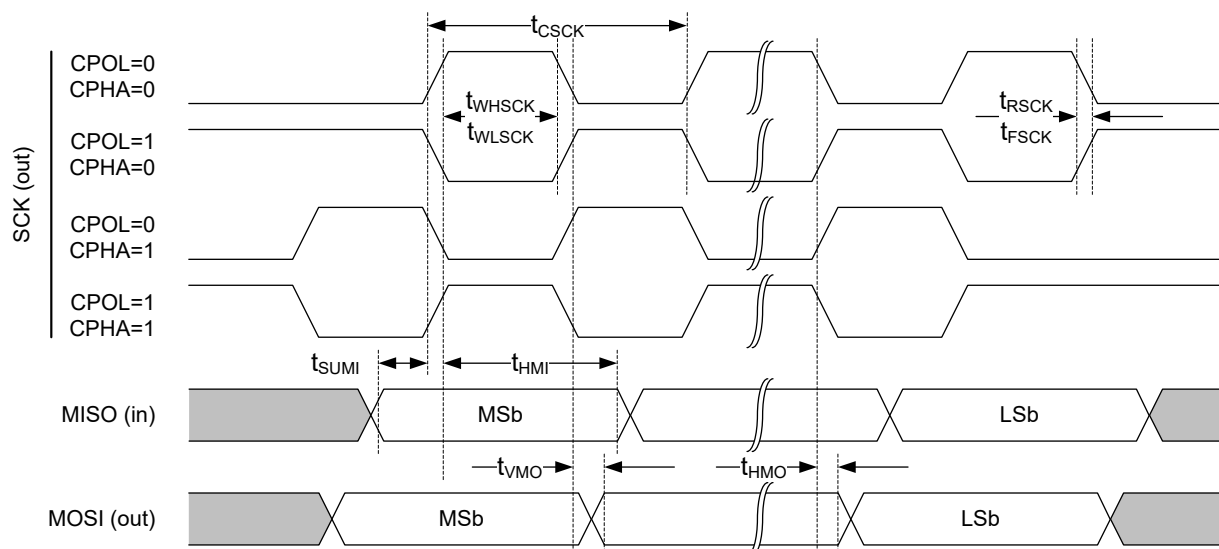 tCSCK
CPOL=0
CPHA=0
tWHSCK
tWLSCK
tRSCK
tFSCK
CPOL=1
CPHA=0
SCK (out)
CPOL=0
CPHA=1
CPOL=1
CPHA=1
tSUMI
tHMI
MISO (in)
MSb
LSb
tVMO
tHMO
MOSI (out)
MSb
LSb